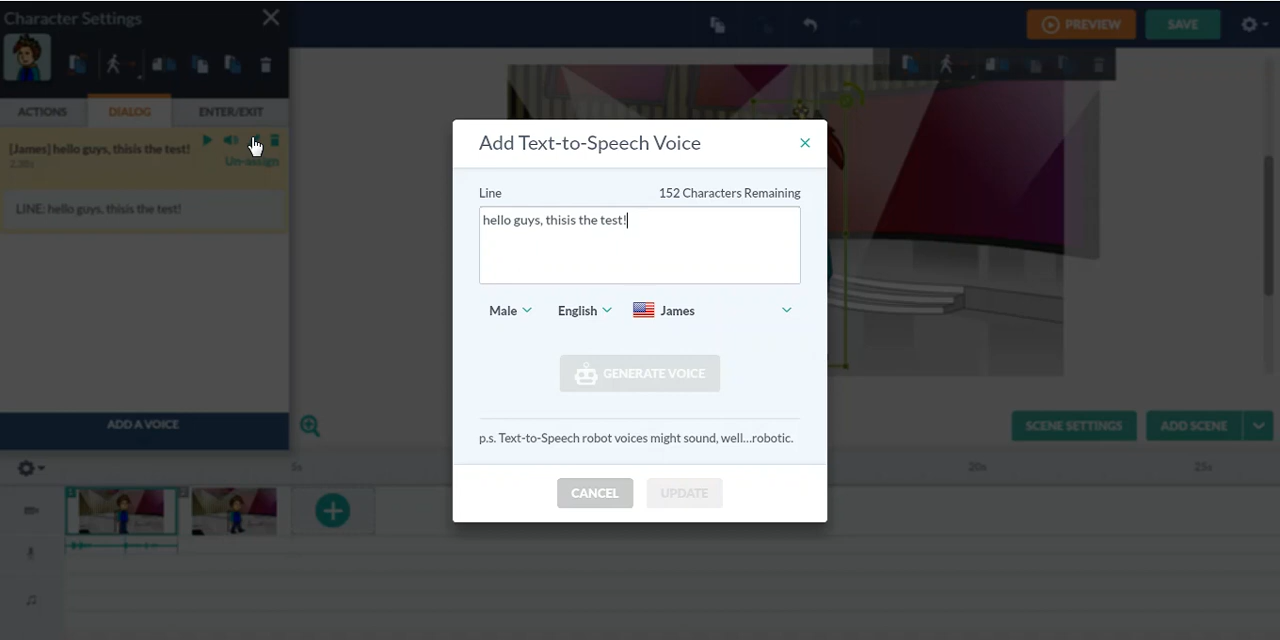 Character Settings
PREVIEW
SAVE
ACTIONS
DIALOG
ENTER/EXIT
[James] hello guys, thisis the test!
Un-assign
LINE: hello guys, thisis the test!
ADD A VOICE
Add Text-to-Speech Voice
Line
152 Characters Remaining
hello guys, thisis the test!
Male
English
James
GENERATE VOICE
p.s. Text-to-Speech robot voices might sound, well...robotic.
CANCEL
UPDATE
SCENE SETTINGS
ADD SCENE
5s
20s
25s